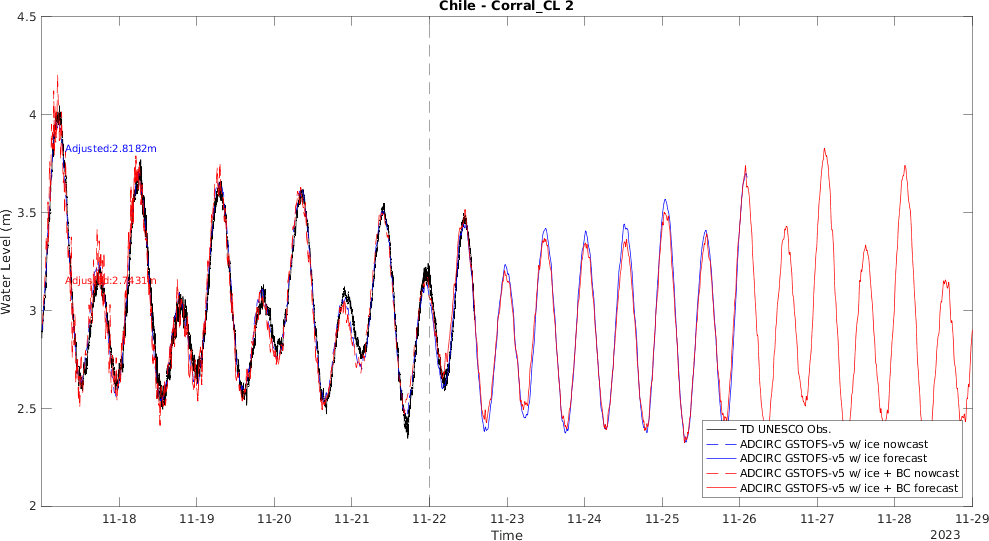 Chile - Corral_CL 2
4.5
4
3.5
3
2.5
2
Water Level (m)
Adjusted:2.8182m
Adjusted:2.7431m
TD UNESCO Obs.
ADCIRC GSTOFS-v5 w/ ice nowcast
ADCIRC GSTOFS-v5 w/ ice forecast
ADCIRC GSTOFS-v5 w/ ice + BC nowcast
ADCIRC GSTOFS-v5 w/ ice + BC forecast
11-18 11-19 11-20 11-21 11-22 11-23 11-24 11-25 11-26 11-27 11-28 11-29
Time
2023